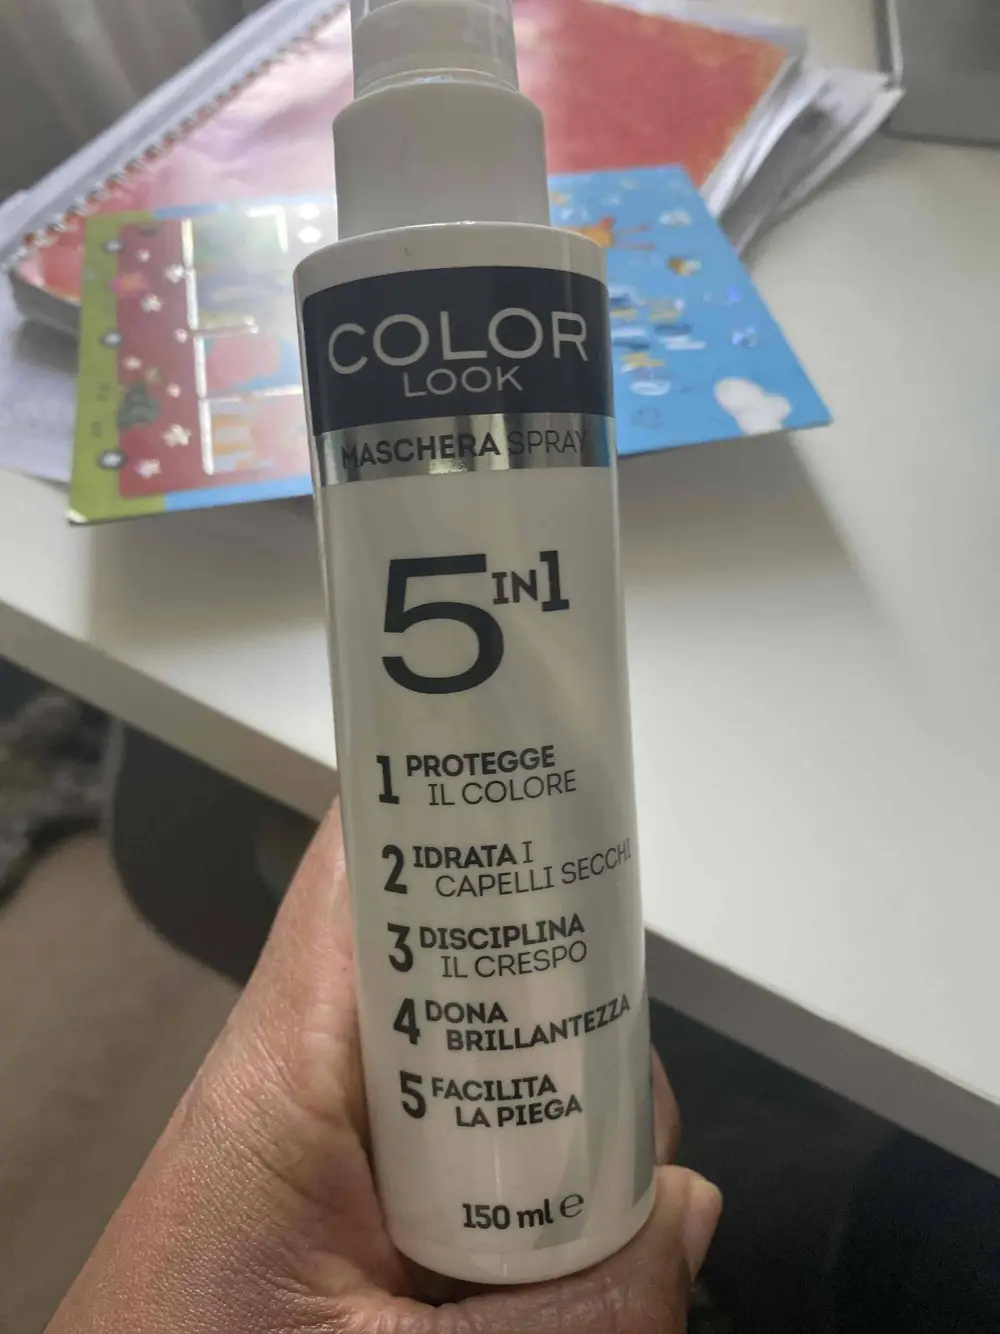 COLOR
LOOK
MASCHERA SPRAY
5 IN 1
1 PROTEGGE
IL COLORE
2 IDRATA I
CAPELLI SECCHI
3 DISCIPLINA
IL CRESPO
4 DONA
BRILLANTEZZA
5 FACILITA
LA PIEGA
150 ml e